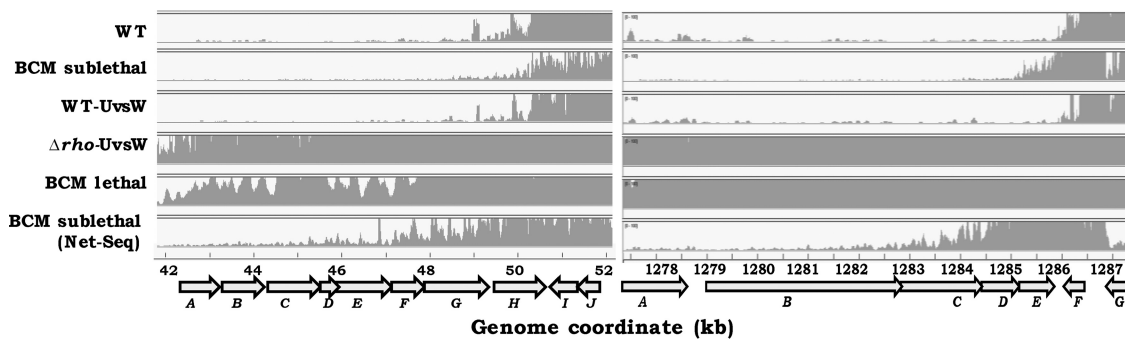 WT
BCM sublethal
WT-UvsW
Δrho-UvsW
BCM lethal
BCM sublethal
(Net-Seq)
42 44 46 48 50 52
1278 1279 1280 1281 1282 1283 1284 1285 1286 1287
A B C D E F G H I J
A B C D E F G
Genome coordinate (kb)